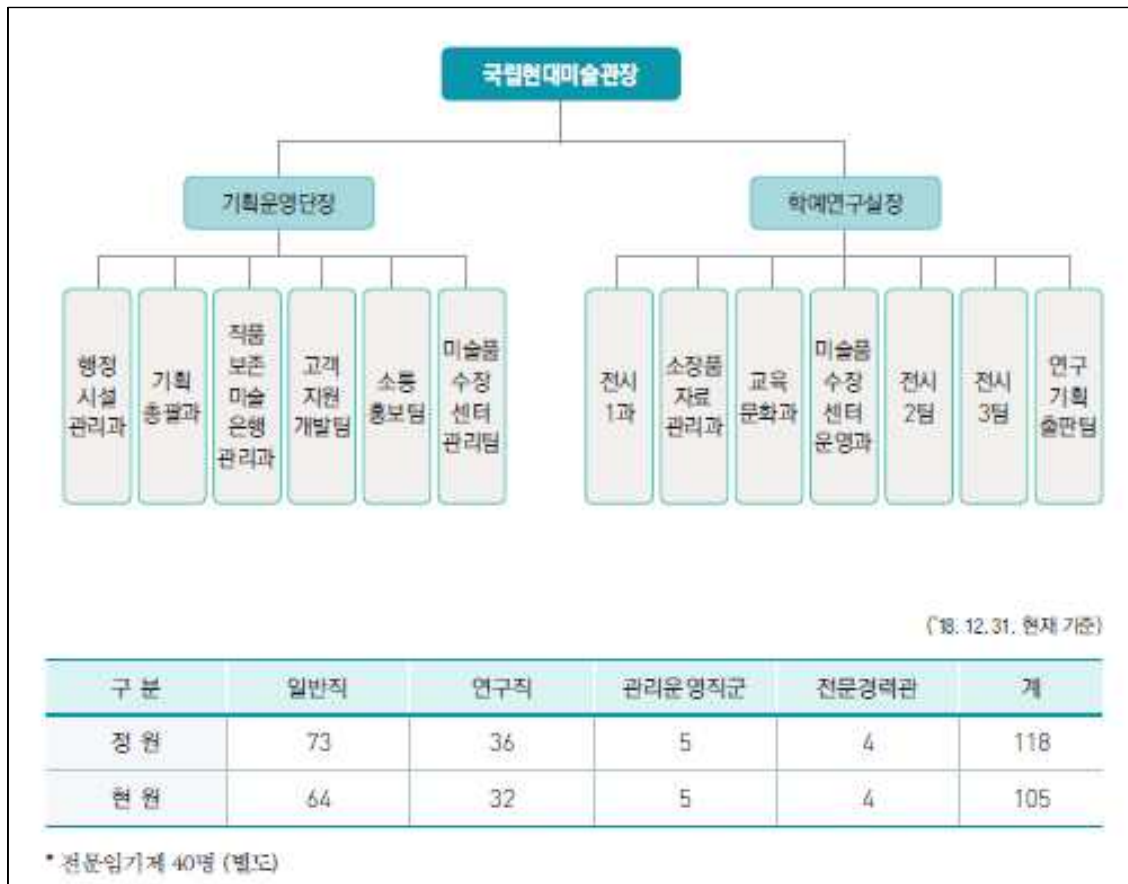 국립현대미술관장
기획운영단장
학예연구실장
행정
시설
관리과
기획
총괄과
작품
보존
미술
은행
관리과
고객
지원
개발팀
소통
홍보팀
미술품
수장
센터
관리팀
전시
1과
소장품
자료
관리과
교육
문화과
미술품
수장
센터
운영과
전시
2팀
전시
3팀
연구
기획
출판팀
('18. 12. 31. 현재 기준)
구 분 일반직 연구직 관리운영직군 전문경력관 계
정 원 73 36 5 4 118
현 원 64 32 5 4 105
* 전문임기제 40명 (별도)